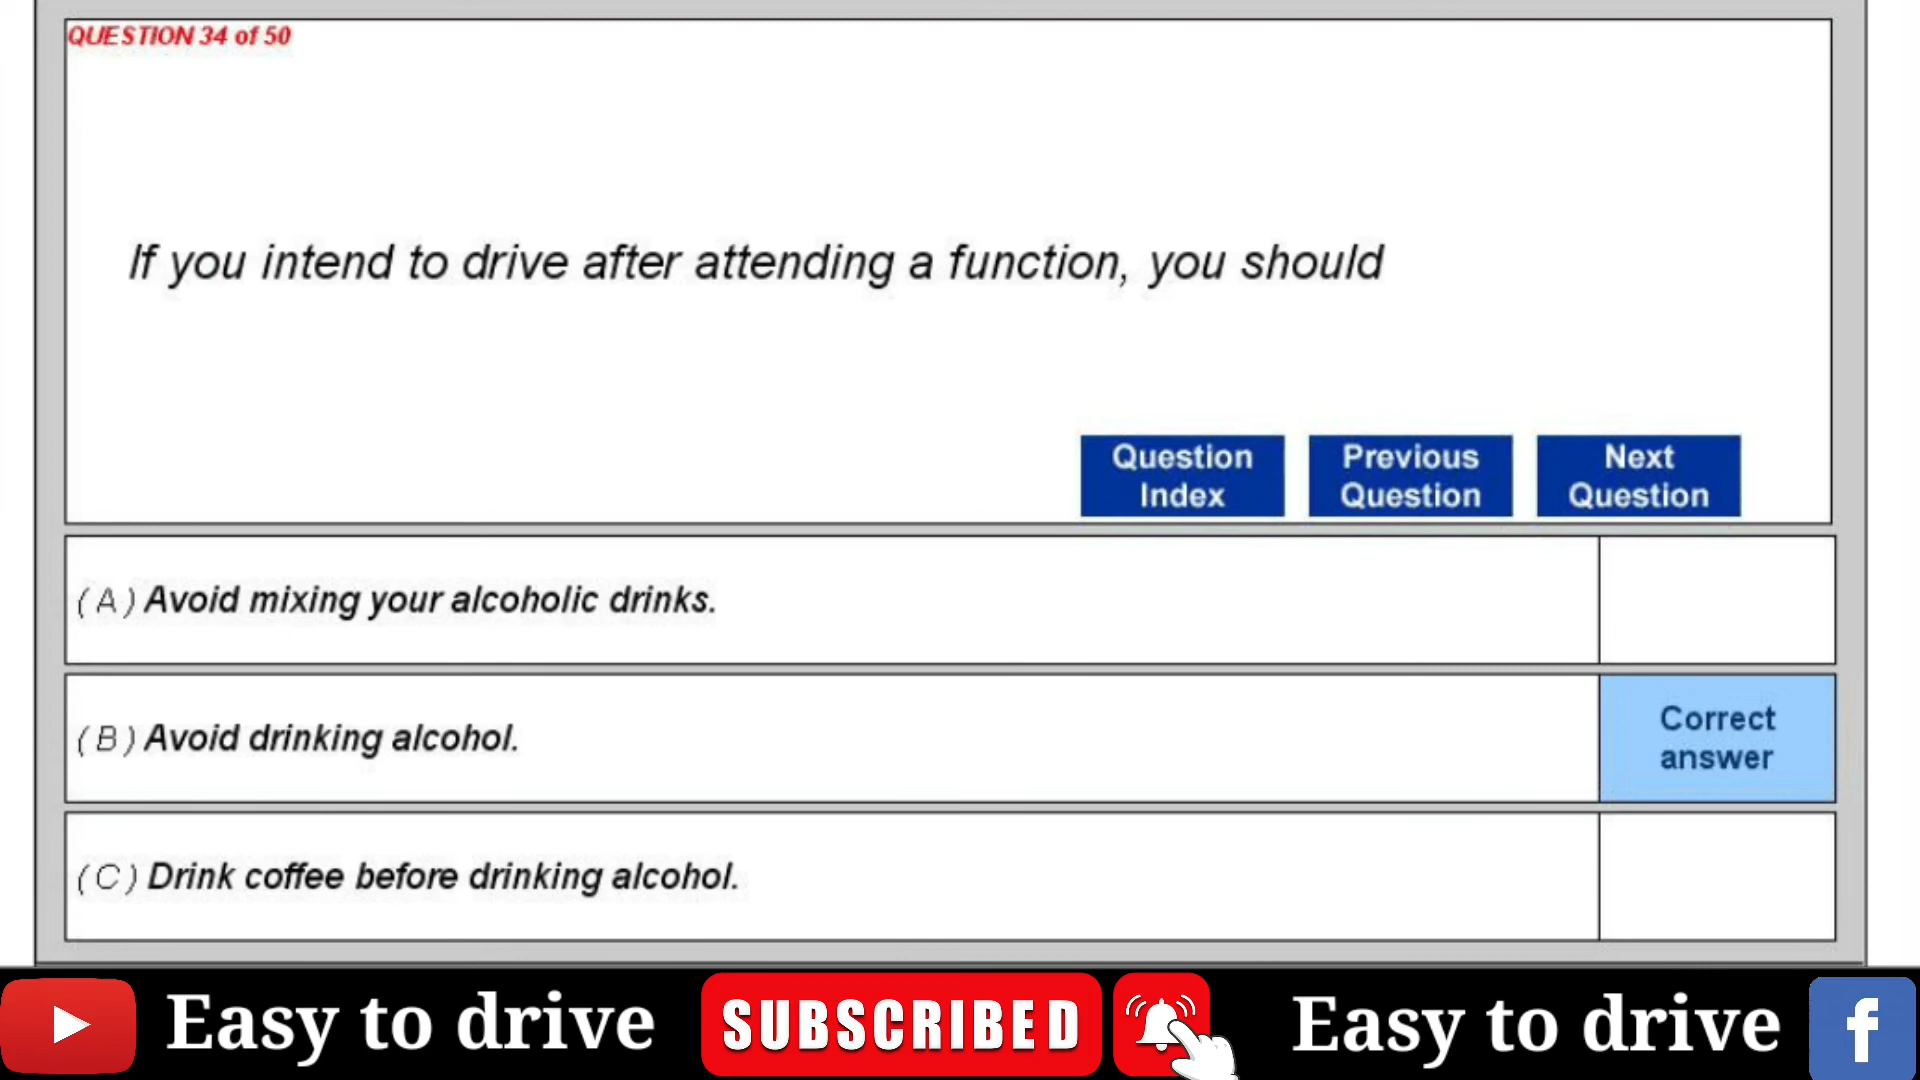 QUESTION 34 of 50
If you intend to drive after attending a function, you should
Question Index
Previous Question
Next Question
(A) Avoid mixing your alcoholic drinks.
(B) Avoid drinking alcohol.
Correct answer
(C) Drink coffee before drinking alcohol.
Easy to drive
SUBSCRIBED
Easy to drive
f